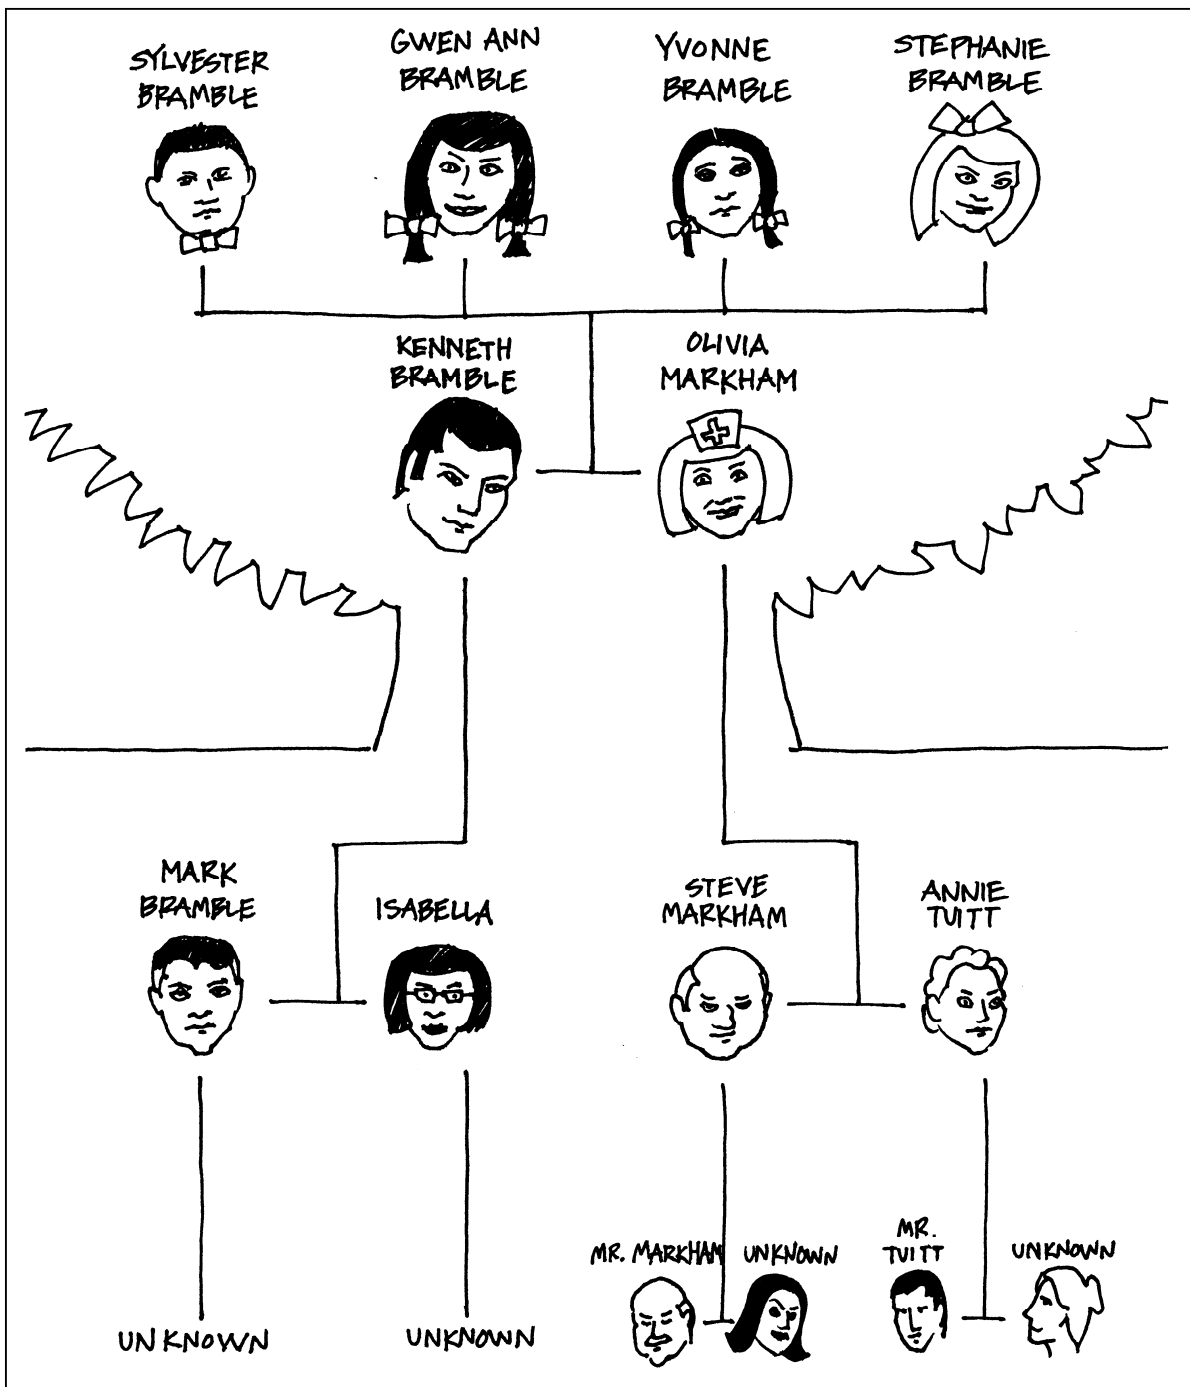 SYLVESTER
BRAMBLE
GWEN ANN
BRAMBLE
YVONNE
BRAMBLE
STEPHANIE
BRAMBLE
KENNETH
BRAMBLE
OLIVIA
MARKHAM
MARK
BRAMBLE
ISABELLA
STEVE
MARKHAM
ANNIE
TUITT
MR. MARKHAM
UNKNOWN
MR.
TUITT
UNKNOWN
UNKNOWN
UNKNOWN